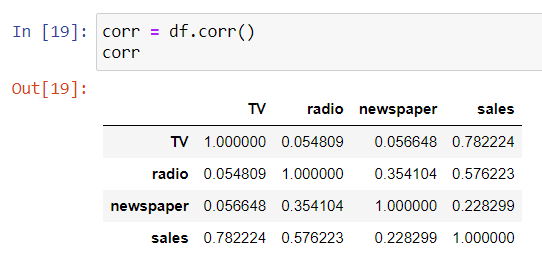 In [19]: corr = df.corr()
corr
Out[19]:
TV radio newspaper sales
TV 1.000000 0.054809 0.056648 0.782224
radio 0.054809 1.000000 0.354104 0.576223
newspaper 0.056648 0.354104 1.000000 0.228299
sales 0.782224 0.576223 0.228299 1.000000